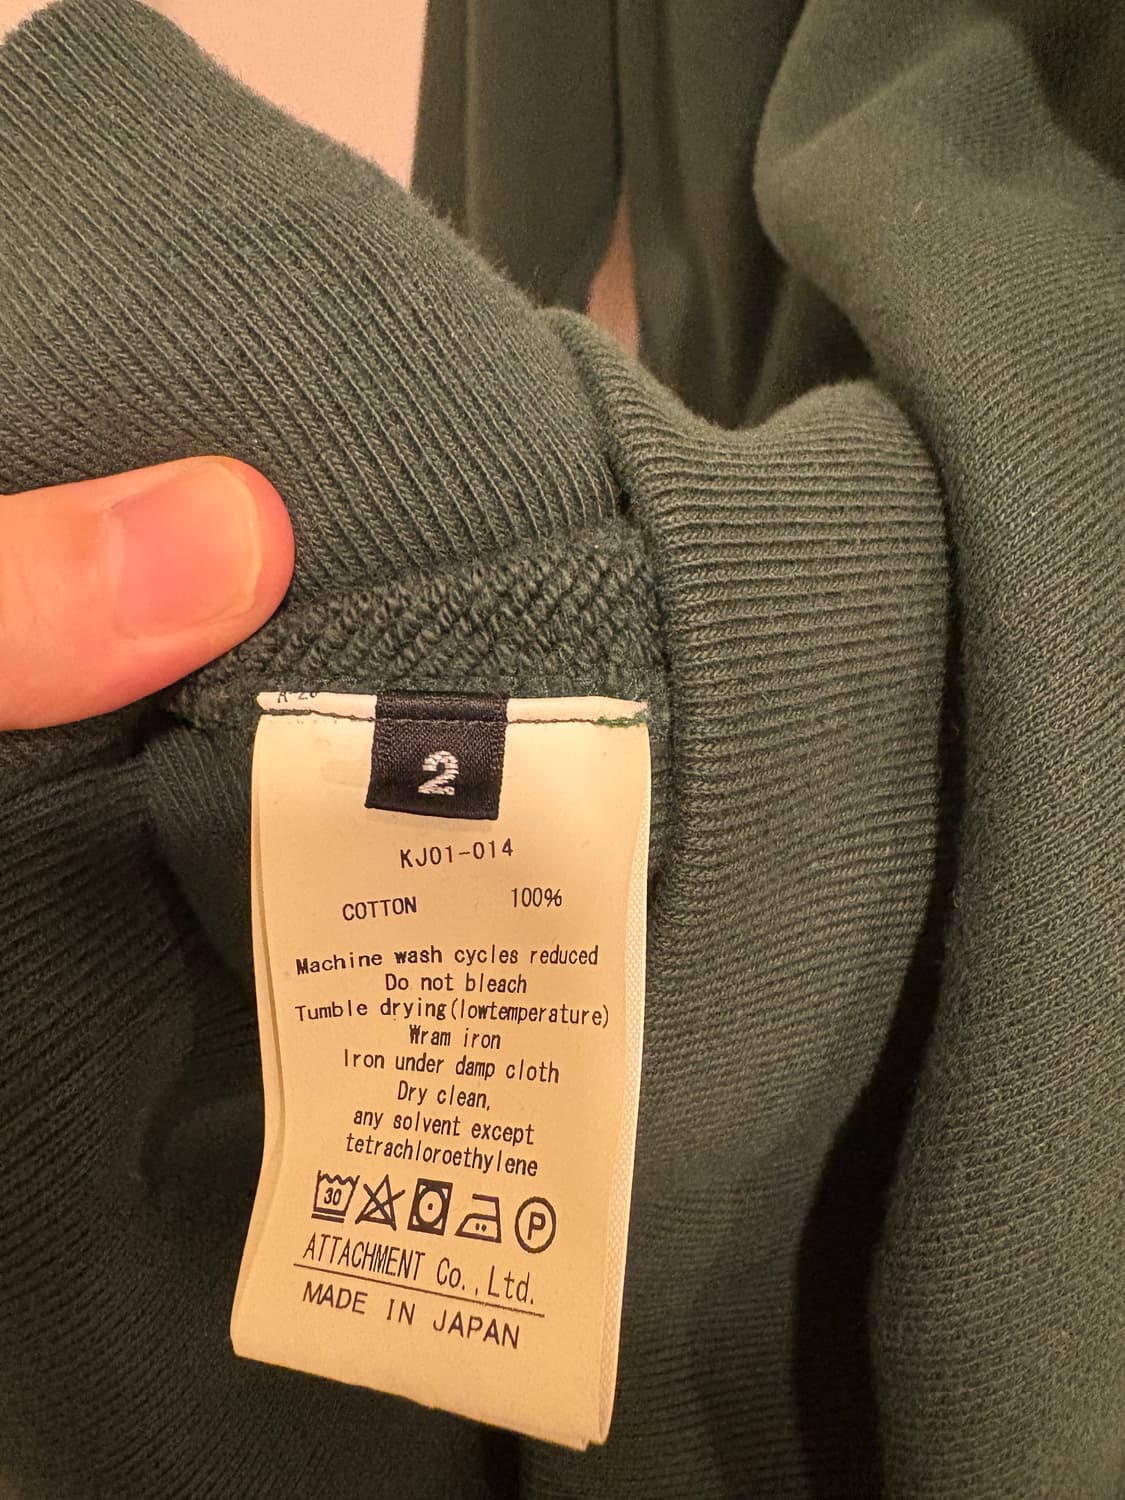 2
KJ01-014
COTTON 100%
Machine wash cycles reduced
Do not bleach
Tumble drying(lowtemperature)
Wram iron
Iron under damp cloth
Dry clean,
any solvent except
tetrachloroethylene
30 P
ATTACHMENT Co.,Ltd.
MADE IN JAPAN